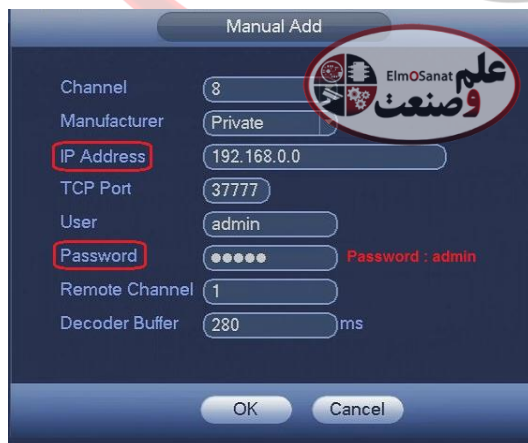 Manual Add
ElmOSanat علم
وصنعت
Channel 8
Manufacturer Private
IP Address 192.168.0.0
TCP Port 37777
User admin
Password ●●●●● Password : admin
Remote Channel 1
Decoder Buffer 280 ms
OK Cancel